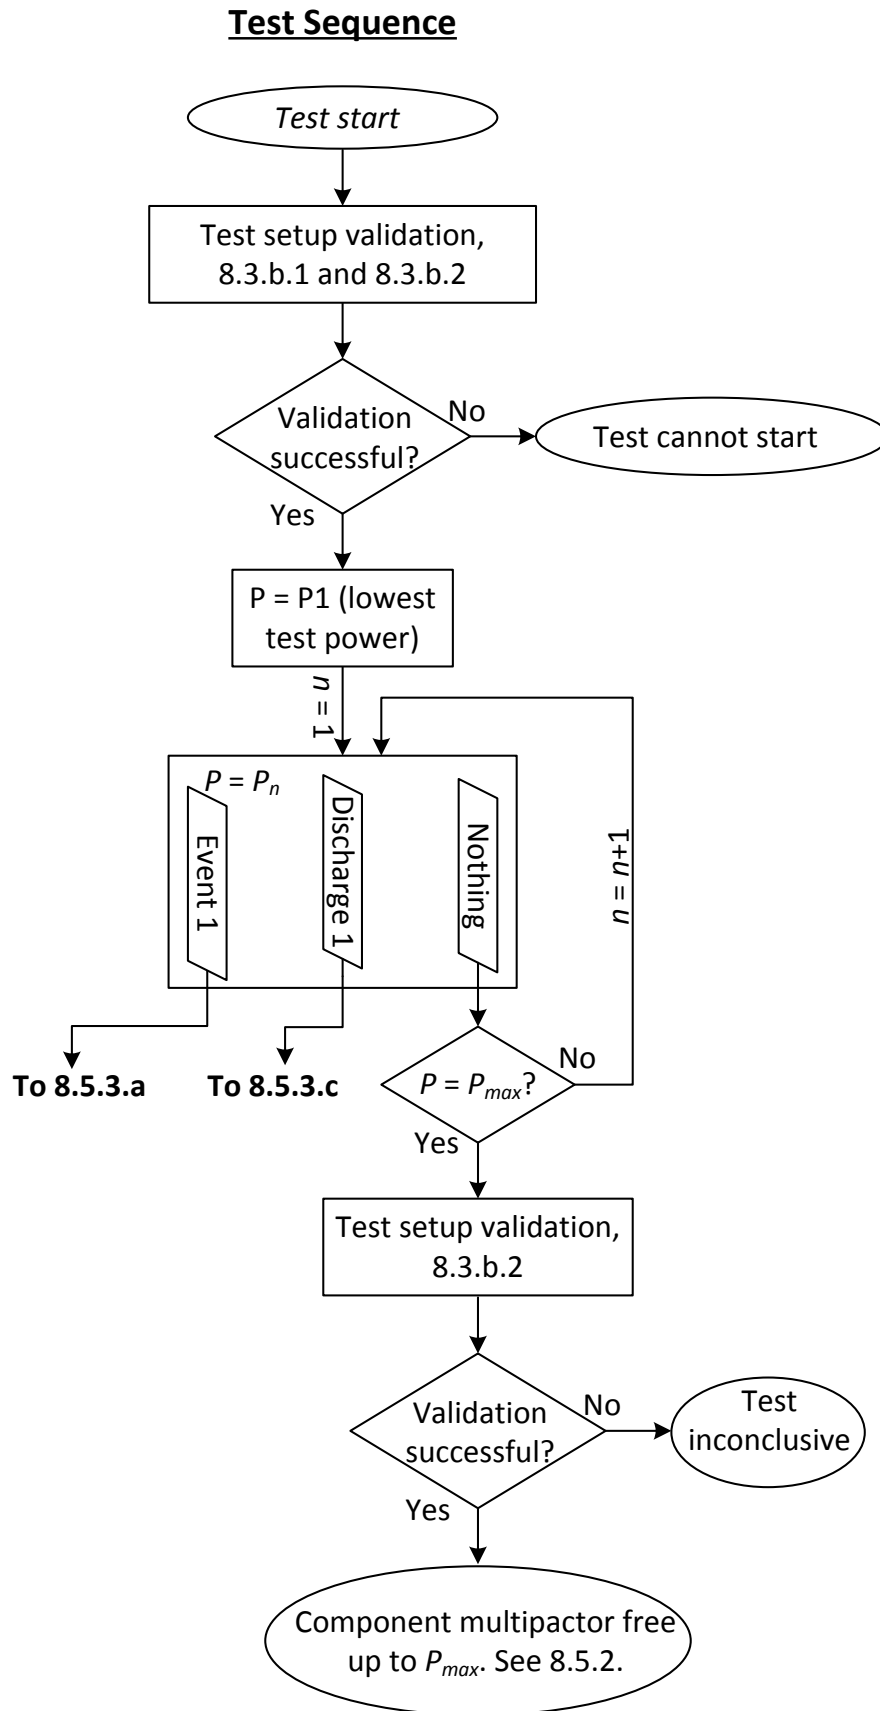 Test Sequence
Test start
Test setup validation,
8.3.b.1 and 8.3.b.2
Validation
successful?
No
Test cannot start
Yes
P = P1 (lowest
test power)
n = 1
P = Pn
Event 1
Discharge 1
Nothing
n = n+1
To 8.5.3.a
To 8.5.3.c
P = Pmax?
No
Yes
Test setup validation,
8.3.b.2
Validation
successful?
No
Test
inconclusive
Yes
Component multipactor free
up to Pmax. See 8.5.2.